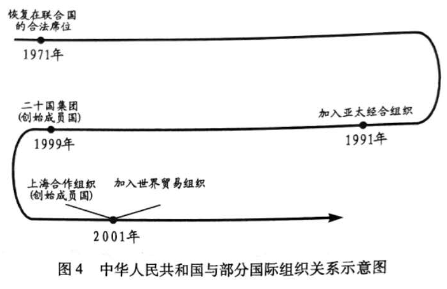 恢复在联合国
的合法席位
1971年
二十国集团
(创始成员国)
加入亚太经合组织
1999年
1991年
上海合作组织
(创始成员国)
加入世界贸易组织
2001年
图4 中华人民共和国与部分国际组织关系示意图